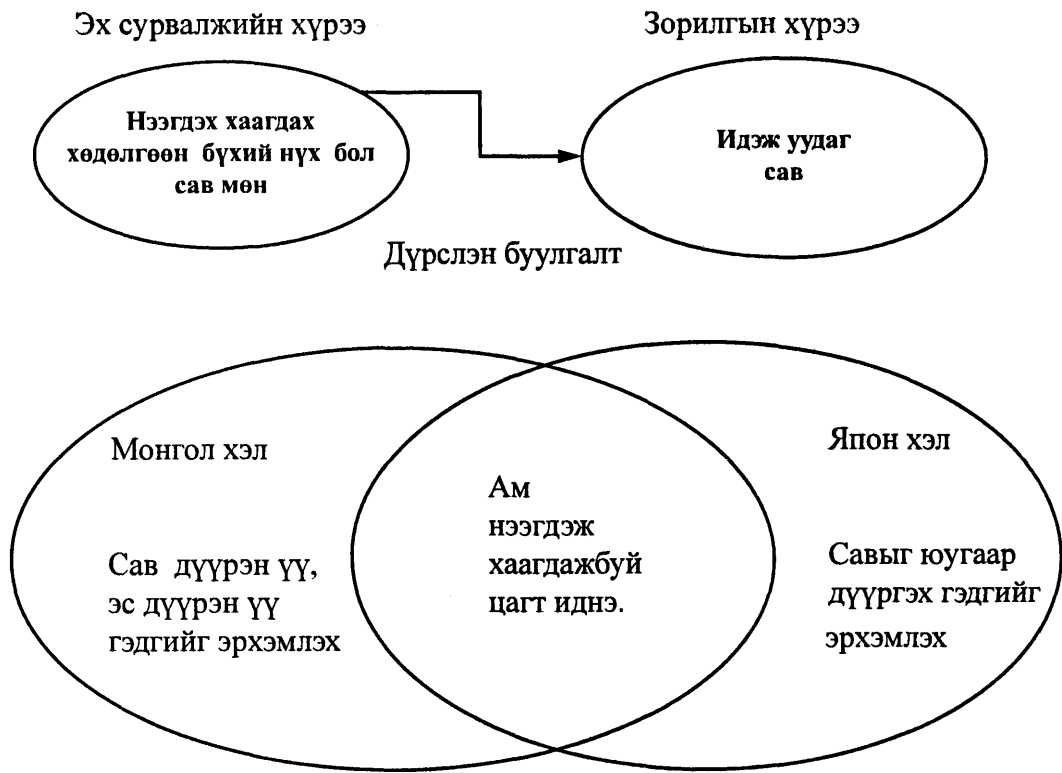 Эх сурвалжийн хүрээ
Зорилгын хүрээ
Нээгдэх хаагдах
хөдөлгөөн бүхий нүх бол
сав мөн
Идэж уудаг
сав
Дүрслэн буулгалт
Монгол хэл
Сав дүүрэн үү,
эс дүүрэн үү
гэдгийг эрхэмлэх
Ам
нээгдэж
хаагдажбуй
цагт иднэ.
Япон хэл
Савыг юугаар
дүүргэх гэдгийг
эрхэмлэх